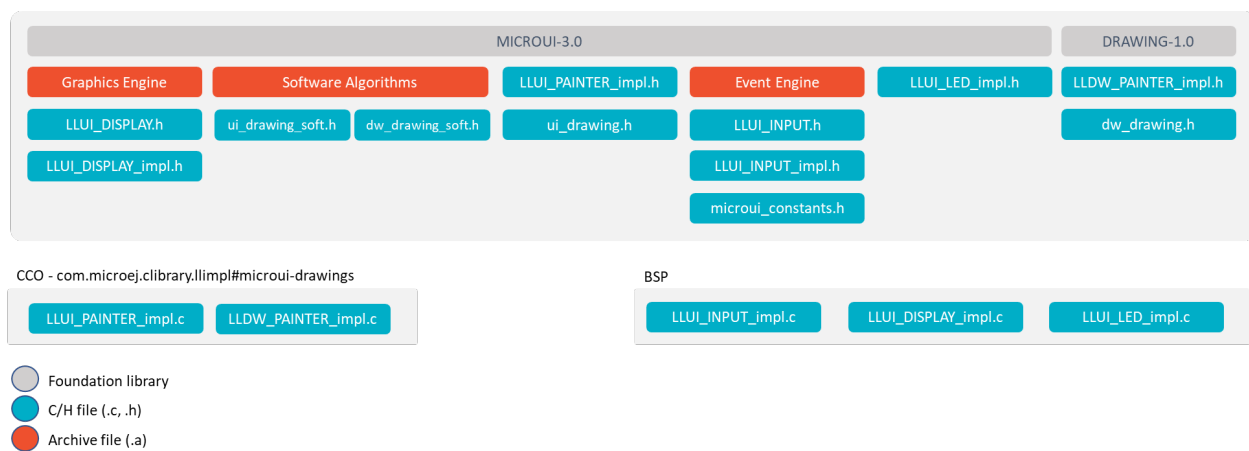 MICROUI-3.0
DRAWING-1.0
Graphics Engine
Software Algorithms
LLUI_PAINTER_impl.h
Event Engine
LLUI_LED_impl.h
LLDW_PAINTER_impl.h
LLUI_DISPLAY.h
ui_drawing_soft.h
dw_drawing_soft.h
ui_drawing.h
LLUI_INPUT.h
dw_drawing.h
LLUI_DISPLAY_impl.h
LLUI_INPUT_impl.h
microui_constants.h
CCO - com.microej.clibrary.llimpl#microui-drawings
LLUI_PAINTER_impl.c
LLDW_PAINTER_impl.c
BSP
LLUI_INPUT_impl.c
LLUI_DISPLAY_impl.c
LLUI_LED_impl.c
Foundation library
C/H file (.c, .h)
Archive file (.a)